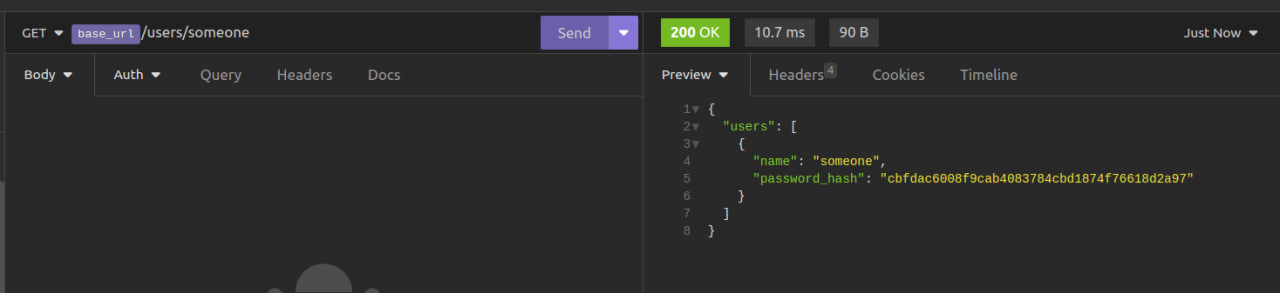 GET base_url/users/someone Send 200 OK 10.7 ms 90 B Just Now
Body Auth Query Headers Docs Preview Headers 4 Cookies Timeline
1 {
2 "users": [
3 {
4 "name": "someone",
5 "password_hash": "cbfdac6008f9cab4083784cbd1874f76618d2a97"
6 }
7 ]
8 }